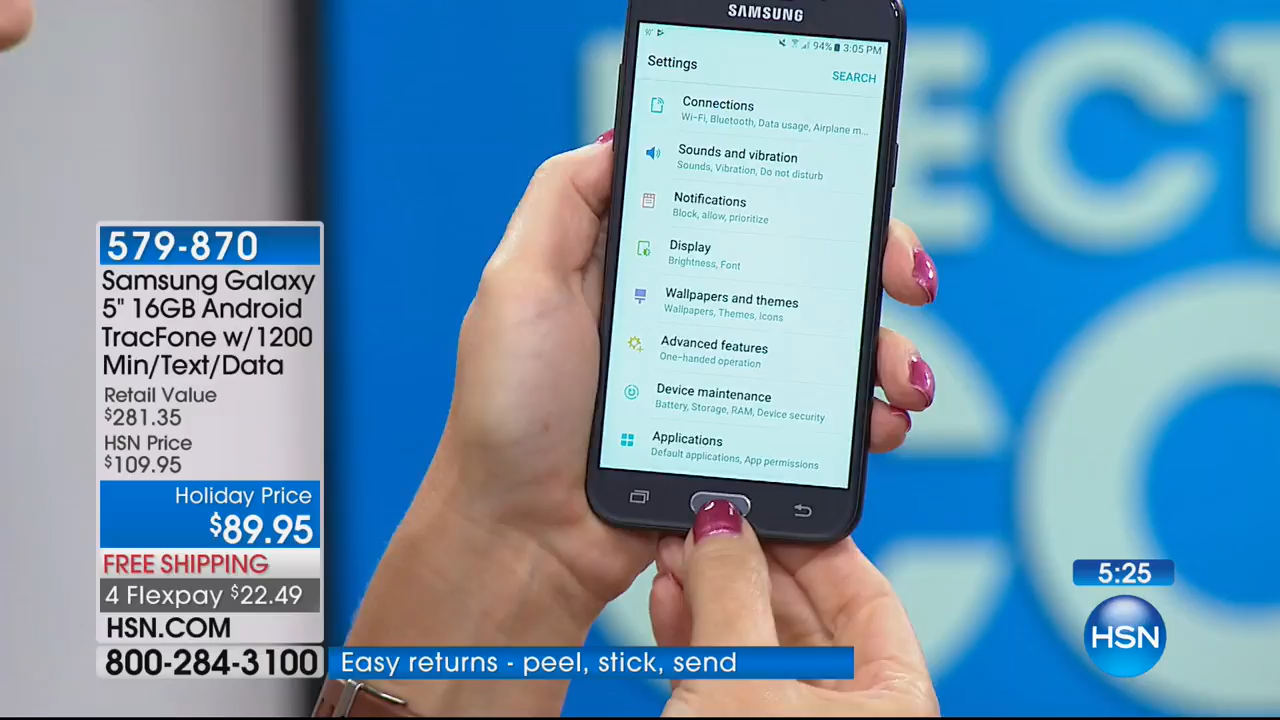 SAMSUNG
94% 3:05 PM
Settings
SEARCH
Connections
Wi-Fi, Bluetooth, Data usage, Airplane m...
Sounds and vibration
Sounds, Vibration, Do not disturb
Notifications
Block, allow, prioritize
Display
Brightness, Font
Wallpapers and themes
Wallpapers, Themes, Icons
Advanced features
One-handed operation
Device maintenance
Battery, Storage, RAM, Device security
Applications
Default applications, App permissions
579-870
Samsung Galaxy
5" 16GB Android
TracFone w/1200
Min/Text/Data
Retail Value
$281.35
HSN Price
$109.95
Holiday Price
$89.95
FREE SHIPPING
4 Flexpay $22.49
HSN.COM
800-284-3100
Easy returns - peel, stick, send
5:25
HSN